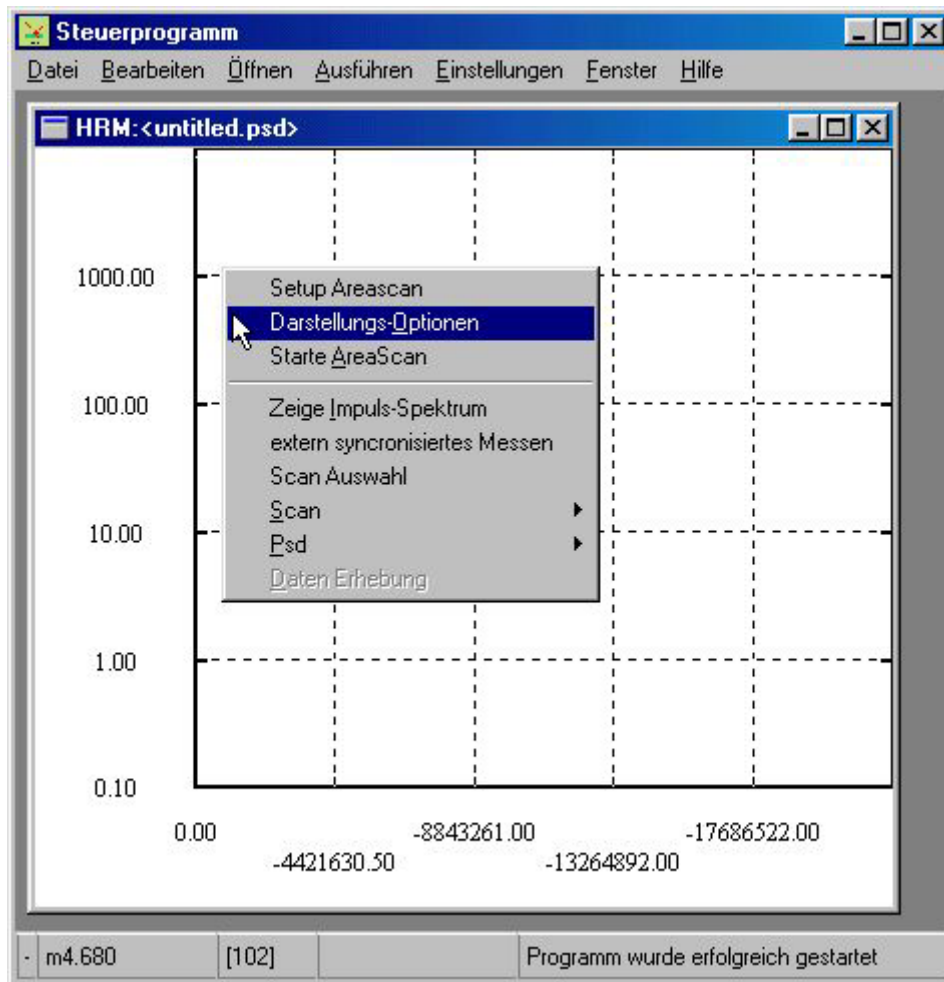 Steuerprogramm
Datei Bearbeiten Öffnen Ausführen Einstellungen Fenster Hilfe
HRM:<untitled.psd>
1000.00
100.00
10.00
1.00
0.10
Setup Areascan
Darstellungs-Optionen
Starte AreaScan
Zeige Impuls-Spektrum
extern syncronisiertes Messen
Scan Auswahl
Scan
Psd
Daten Erhebung
0.00 -8843261.00 -17686522.00
-4421630.50 -13264892.00
- m4.680 [102] Programm wurde erfolgreich gestartet